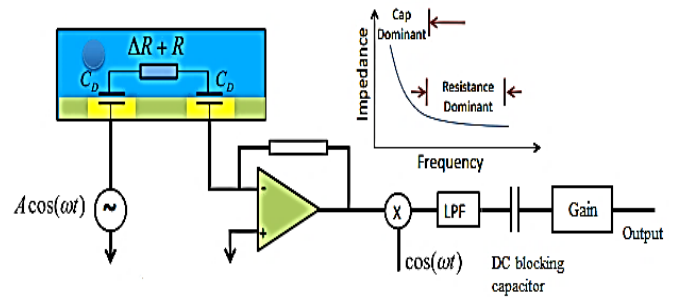 ΔR + R
C_D
C_D
A cos(ωt)
~
-
+
Impedance
Cap
Dominant
Resistance
Dominant
Frequency
X
cos(ωt)
LPF
DC blocking
capacitor
Gain
Output